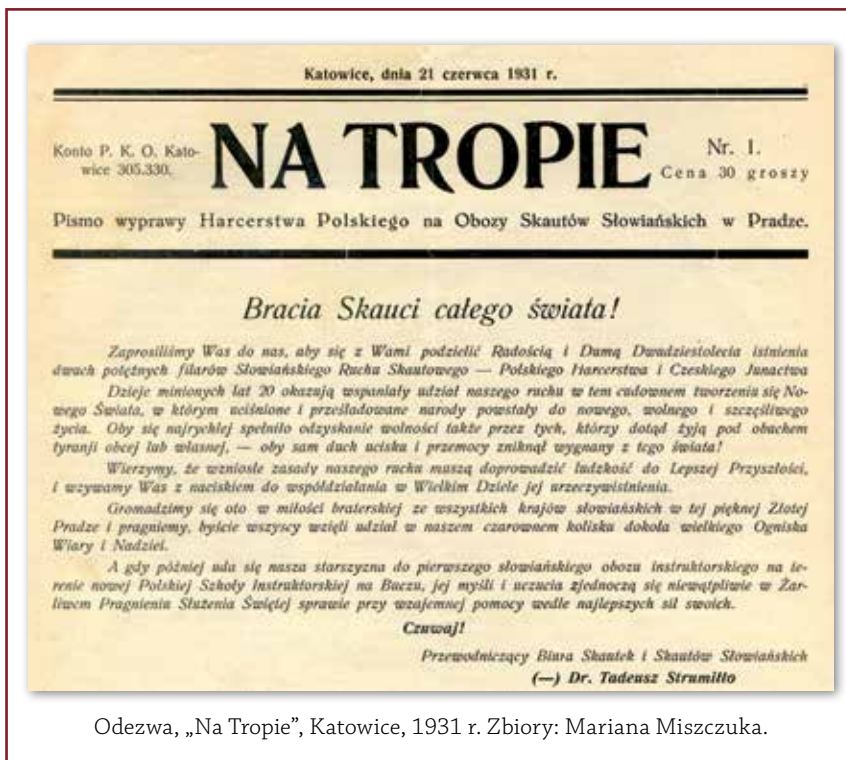 Katowice, dnia 21 czerwca 1931 r.
Konto P. K. O. Kato-
wice 305.330.
NA TROPIE
Nr. 1.
Cena 30 groszy
Pismo wyprawy Harcerstwa Polskiego na Obozy Skautów Słowiańskich w Pradze.
Bracia Skauci całego świata!
Zaprosiliśmy Was do nas, aby się z Wami podzielić Radością i Dumą Dwudziestolecia istnienia
dwuch potężnych filarów Słowiańskiego Ruchu Skautowego — Polskiego Harcerstwa i Czeskiego Junactwa
Dzieje minionych lat 20 okazują wspaniały udział naszego ruchu w tem cudownem tworzeniu się No-
wego Świata, w którym uciśnione i prześladowane narody powstały do nowego, wolnego i szczęśliwego
życia. Oby się najrychlej spełniło odzyskanie wolności także przez tych, którzy dotąd żyją pod obuchem
tyranji obcej lub własnej, — oby sam duch ucisku i przemocy zniknął wygnany z tego świata!
Wierzymy, że wzniosłe zasady naszego ruchu muszą doprowadzić ludzkość do Lepszej Przyszłości,
i wzywamy Was z naciskiem do współdziałania w Wielkim Dziele jej urzeczywistnienia.
Gromadzimy się oto w miłości braterskiej ze wszystkich krajów słowiańskich w tej pięknej Złotej
Pradze i pragniemy, byście wszyscy wzięli udział w naszem czarownem kolisku dokoła wielkiego Ogniska
Wiary i Nadziei.
A gdy później uda się nasza starszyzna do pierwszego słowiańskiego obozu instruktorskiego na te-
renie nowej Polskiej Szkoły Instruktorskiej na Buczu, jej myśli i uczucia zjednoczą się niewątpliwie w Żar-
liwem Pragnieniu Służenia Świętej sprawie przy wzajemnej pomocy wedle najlepszych sił swoich.
Czuwaj!
Przewodniczący Biura Skautek i Skautów Słowiańskich
(—) Dr. Tadeusz Strumiłło
Odezwa, „Na Tropie”, Katowice, 1931 r. Zbiory: Mariana Miszczuka.